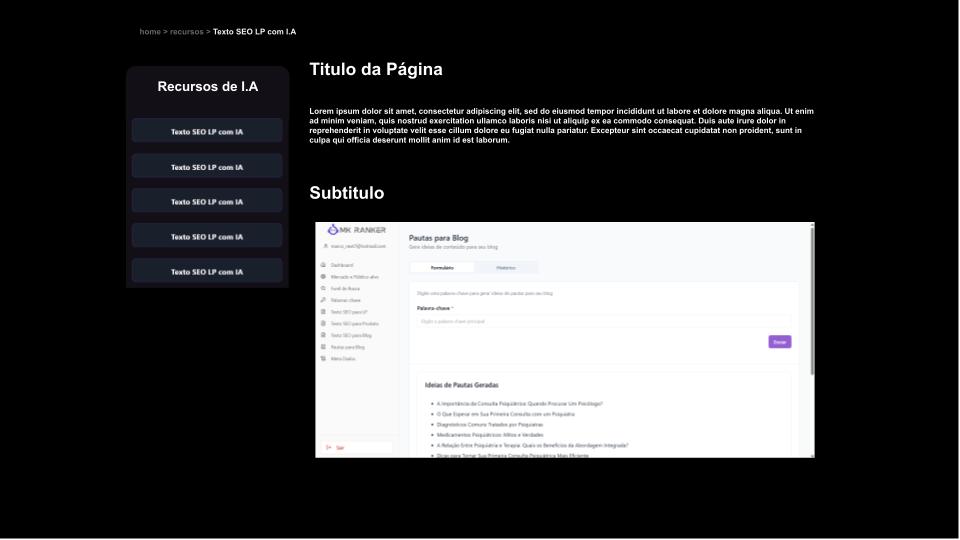 home > recursos > Texto SEO LP com I.A
Recursos de I.A
Texto SEO LP com IA
Texto SEO LP com IA
Texto SEO LP com IA
Texto SEO LP com IA
Texto SEO LP com IA
Titulo da Página
Lorem ipsum dolor sit amet, consectetur adipiscing elit, sed do eiusmod tempor incididunt ut labore et dolore magna aliqua. Ut enim
ad minim veniam, quis nostrud exercitation ullamco laboris nisi ut aliquip ex ea commodo consequat. Duis aute irure dolor in
reprehenderit in voluptate velit esse cillum dolore eu fugiat nulla pariatur. Excepteur sint occaecat cupidatat non proident, sunt in
culpa qui officia deserunt mollit anim id est laborum.
Subtitulo
MK RANKER
Dashboard
Mercado e Público-alvo
Funil de Busca
Palavras-chave
Texto SEO para LP
Texto SEO para Produto
Texto SEO para Blog
Pautas para Blog
Meta Dados
Sair
Pautas para Blog
Gere ideias de conteúdo para seu blog
Formulário
Histórico
Digite uma palavra-chave para gerar ideias de pautas para seu blog
Palavra-chave *
Digite a palavra-chave principal
Enviar
Ideias de Pautas Geradas
A Importância da Consulta Psiquiátrica: Quando Procurar Um Psicólogo?
O Que Esperar em Sua Primeira Consulta com um Psiquiatra
Diagnósticos Comuns Tratados por Psiquiatras
Medicamentos Psiquiátricos: Mitos e Verdades
A Relação Entre Psiquiatria e Terapia: Quais os Benefícios da Abordagem Integrada?
Dicas para Tornar Sua Primeira Consulta Psiquiátrica Mais Eficiente